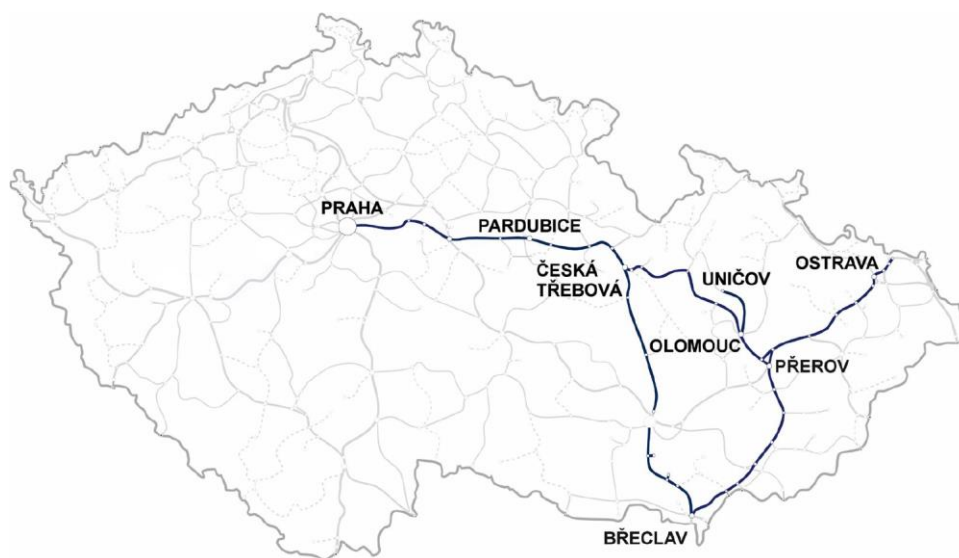 PRAHA
PARDUBICE
ČESKÁ
TŘEBOVÁ
UNIČOV
OSTRAVA
OLOMOUC
PŘEROV
BŘECLAV